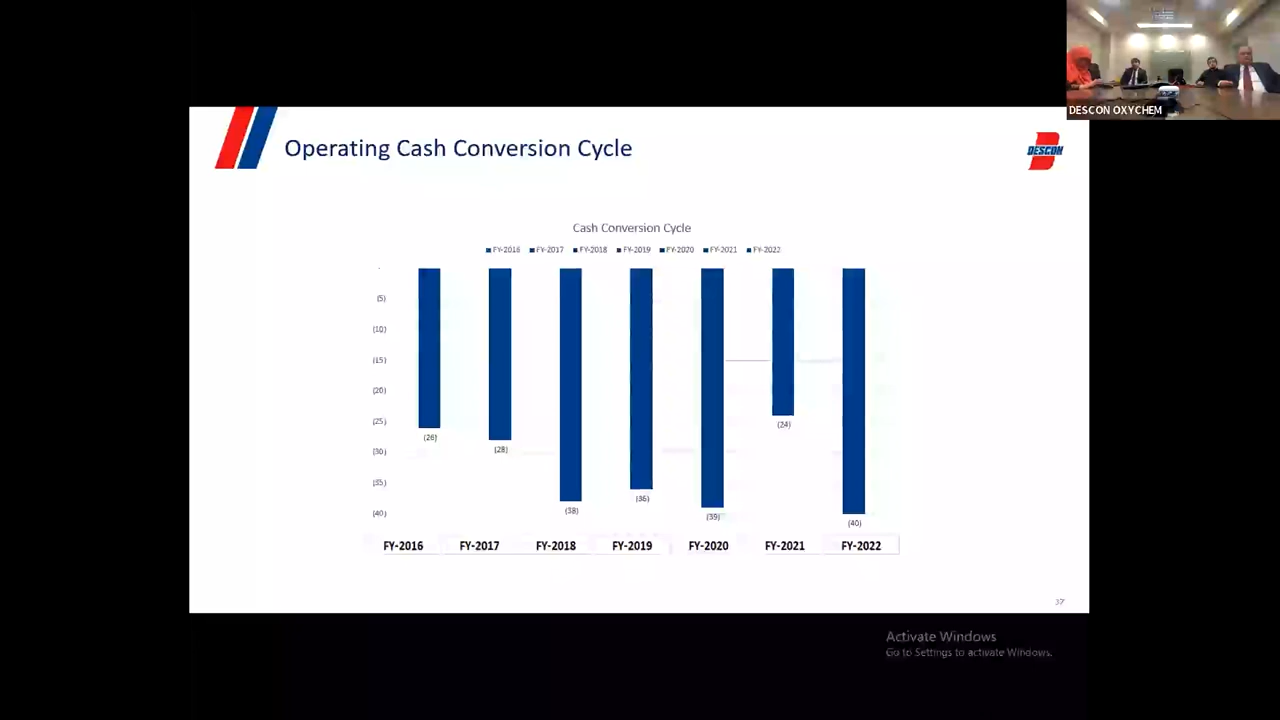 DESCON OXYCHEM
Operating Cash Conversion Cycle
DESCON
Cash Conversion Cycle
FY-2016 FY-2017 FY-2018 FY-2019 FY-2020 FY-2021 FY-2022
-
(5)
(10)
(15)
(20)
(25)
(30)
(35)
(40)
(26)
(28)
(38)
(36)
(39)
(24)
(40)
FY-2016 FY-2017 FY-2018 FY-2019 FY-2020 FY-2021 FY-2022
37
Activate Windows
Go to Settings to activate Windows.